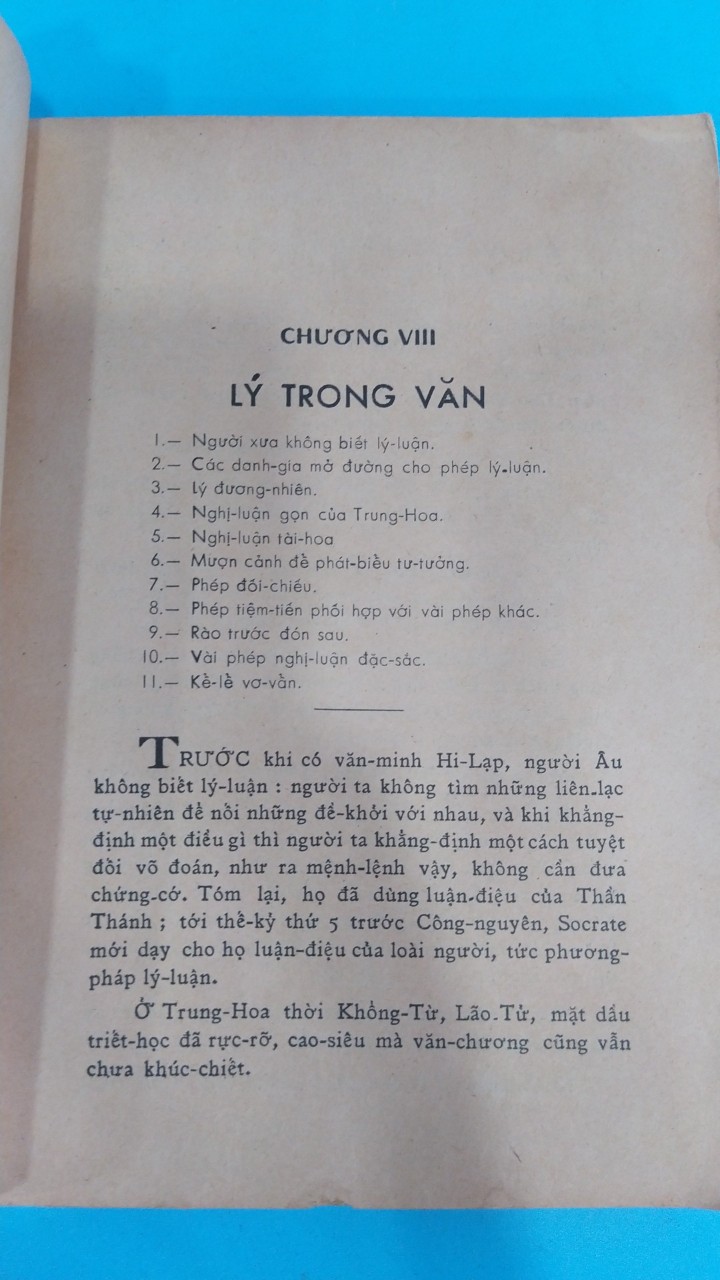 CHƯƠNG VIII
LÝ TRONG VĂN
1.— Người xưa không biết lý-luận.
2.— Các danh-gia mở đường cho phép lý-luận.
3.— Lý đương-nhiên.
4.— Nghị-luận gọn của Trung-Hoa.
5.— Nghị-luận tài-hoa
6.— Mượn cảnh để phát-biểu tư-tưởng.
7.— Phép đối-chiếu.
8.— Phép tiệm-tiến phối hợp với vài phép khác.
9.— Rào trước đón sau.
10.— Vài phép nghị-luận đặc-sắc.
11.— Kề-lề vơ-vẩn.
TRƯỚC khi có văn-minh Hi-Lạp, người Âu
không biết lý-luận : người ta không tìm những liên-lạc
tự-nhiên để nối những đề-khởi với nhau, và khi khẳng-
định một điều gì thì người ta khẳng-định một cách tuyệt
đối võ đoán, như ra mệnh-lệnh vậy, không cần đưa
chứng-cớ. Tóm lại, họ đã dùng luận-điệu của Thần
Thánh ; tới thế-kỷ thứ 5 trước Công-nguyên, Socrate
mới dạy cho họ luận-điệu của loài người, tức phương-
pháp lý-luận.
Ở Trung-Hoa thời Khổng-Tử, Lão-Tử, mặt dầu
triết-học đã rực-rỡ, cao-siêu mà văn-chương cũng vẫn
chưa khúc-chiết.